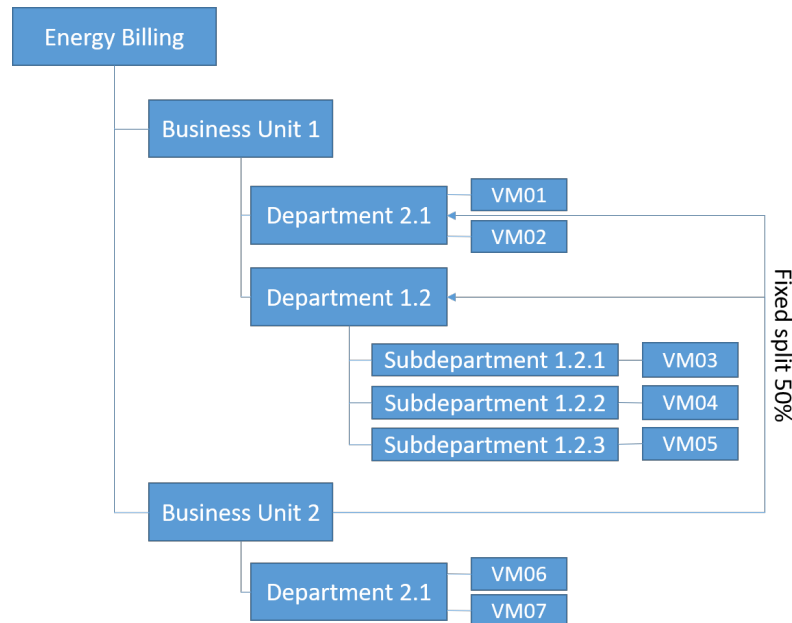 Energy Billing
Business Unit 1
Department 2.1
VM01
VM02
Department 1.2
Subdepartment 1.2.1
VM03
Subdepartment 1.2.2
VM04
Subdepartment 1.2.3
VM05
Fixed split 50%
Business Unit 2
Department 2.1
VM06
VM07